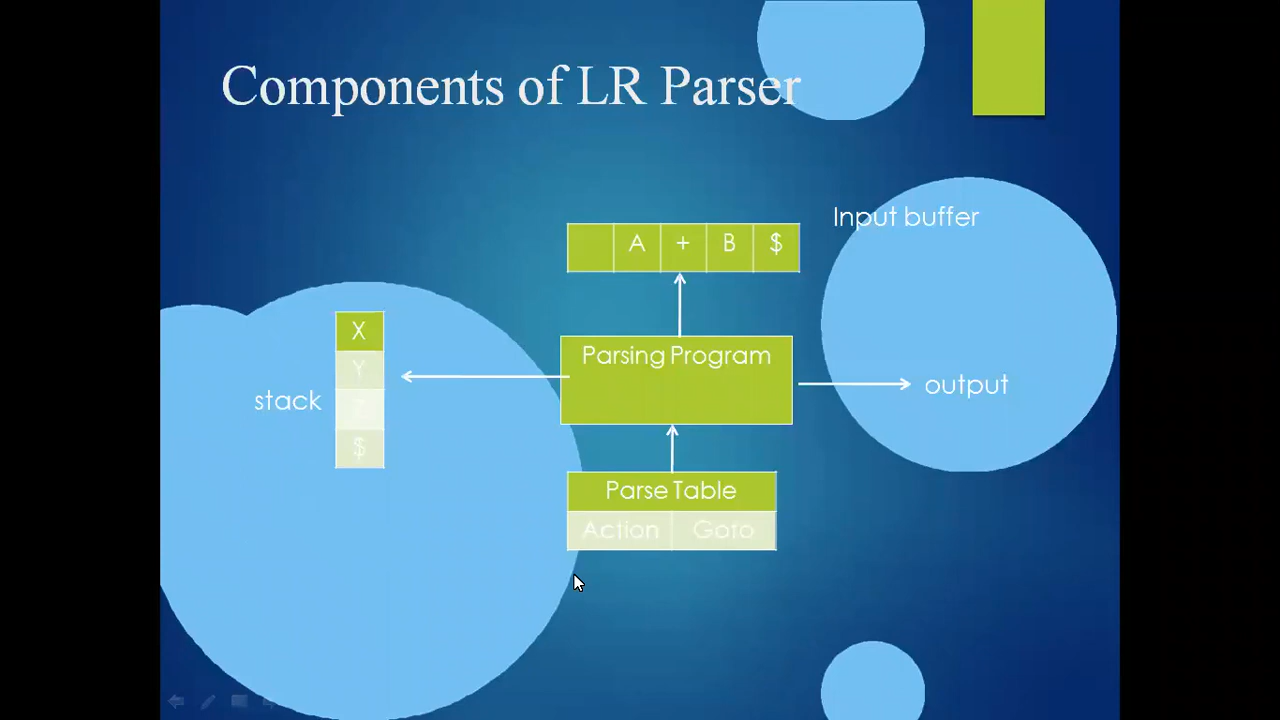 Components of LR Parser
Input buffer
A + B $
X
Y
stack
$
Parsing Program
output
Parse Table
Action Goto